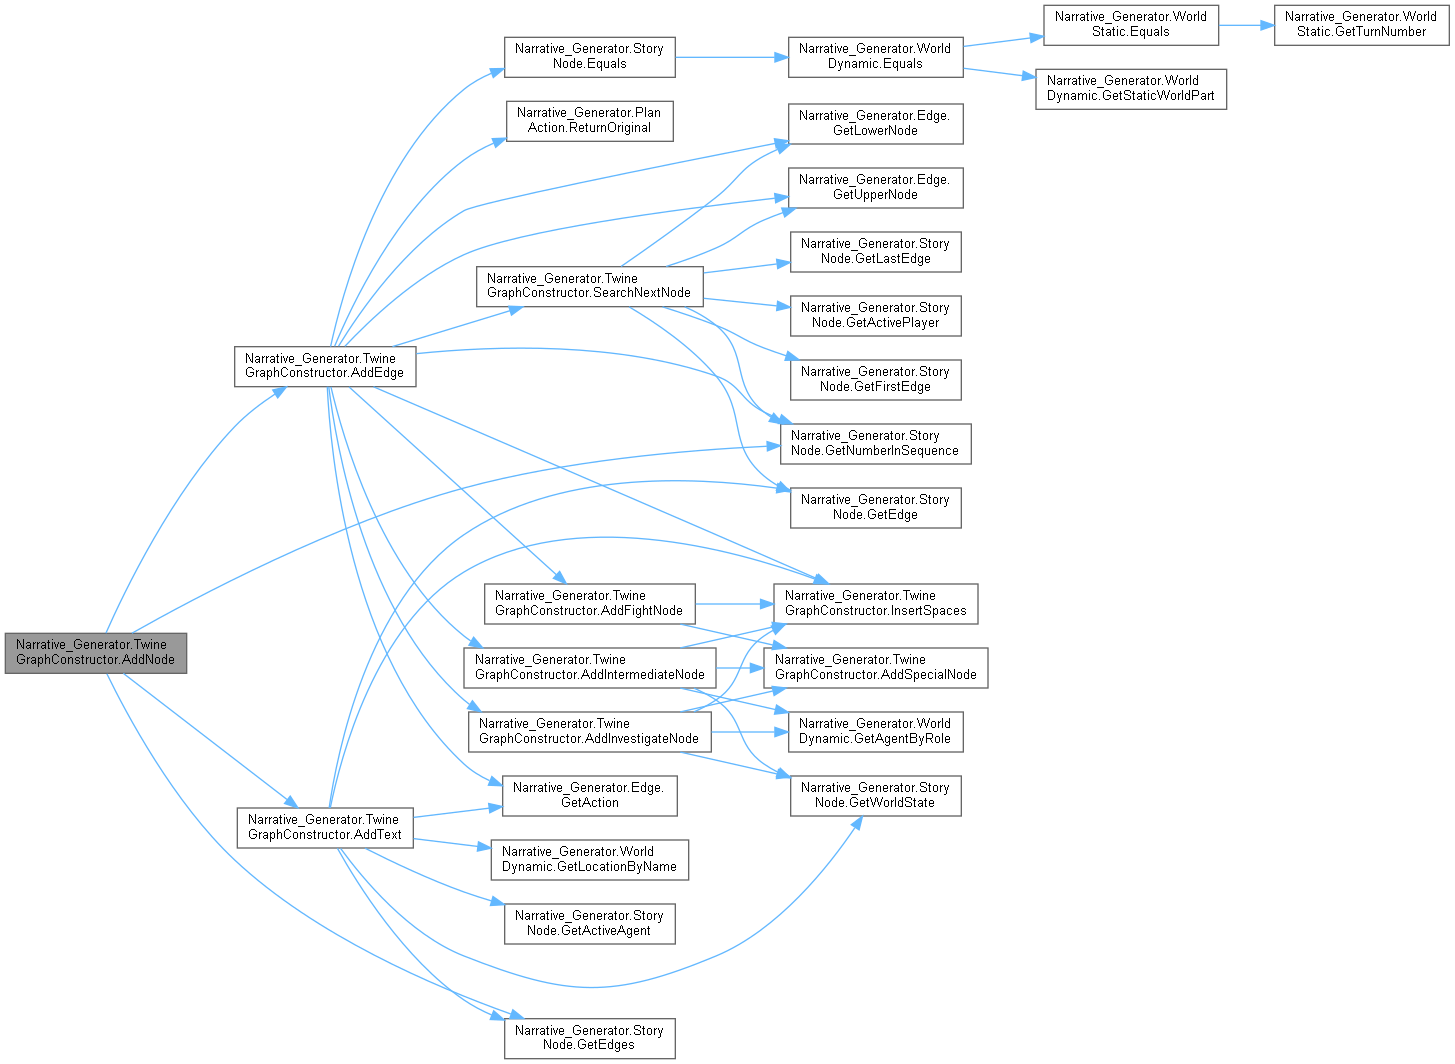 Narrative_Generator.World
Static.Equals
Narrative_Generator.World
Static.GetTurnNumber
Narrative_Generator.Story
Node.Equals
Narrative_Generator.World
Dynamic.Equals
Narrative_Generator.World
Dynamic.GetStaticWorldPart
Narrative_Generator.Plan
Action.ReturnOriginal
Narrative_Generator.Edge.
GetLowerNode
Narrative_Generator.Edge.
GetUpperNode
Narrative_Generator.Story
Node.GetLastEdge
Narrative_Generator.Twine
GraphConstructor.SearchNextNode
Narrative_Generator.Story
Node.GetActivePlayer
Narrative_Generator.Twine
GraphConstructor.AddEdge
Narrative_Generator.Story
Node.GetFirstEdge
Narrative_Generator.Story
Node.GetNumberInSequence
Narrative_Generator.Story
Node.GetEdge
Narrative_Generator.Twine
GraphConstructor.AddFightNode
Narrative_Generator.Twine
GraphConstructor.InsertSpaces
Narrative_Generator.Twine
GraphConstructor.AddNode
Narrative_Generator.Twine
GraphConstructor.AddIntermediateNode
Narrative_Generator.Twine
GraphConstructor.AddSpecialNode
Narrative_Generator.Twine
GraphConstructor.AddInvestigateNode
Narrative_Generator.World
Dynamic.GetAgentByRole
Narrative_Generator.Edge.
GetAction
Narrative_Generator.Story
Node.GetWorldState
Narrative_Generator.Twine
GraphConstructor.AddText
Narrative_Generator.World
Dynamic.GetLocationByName
Narrative_Generator.Story
Node.GetActiveAgent
Narrative_Generator.Story
Node.GetEdges